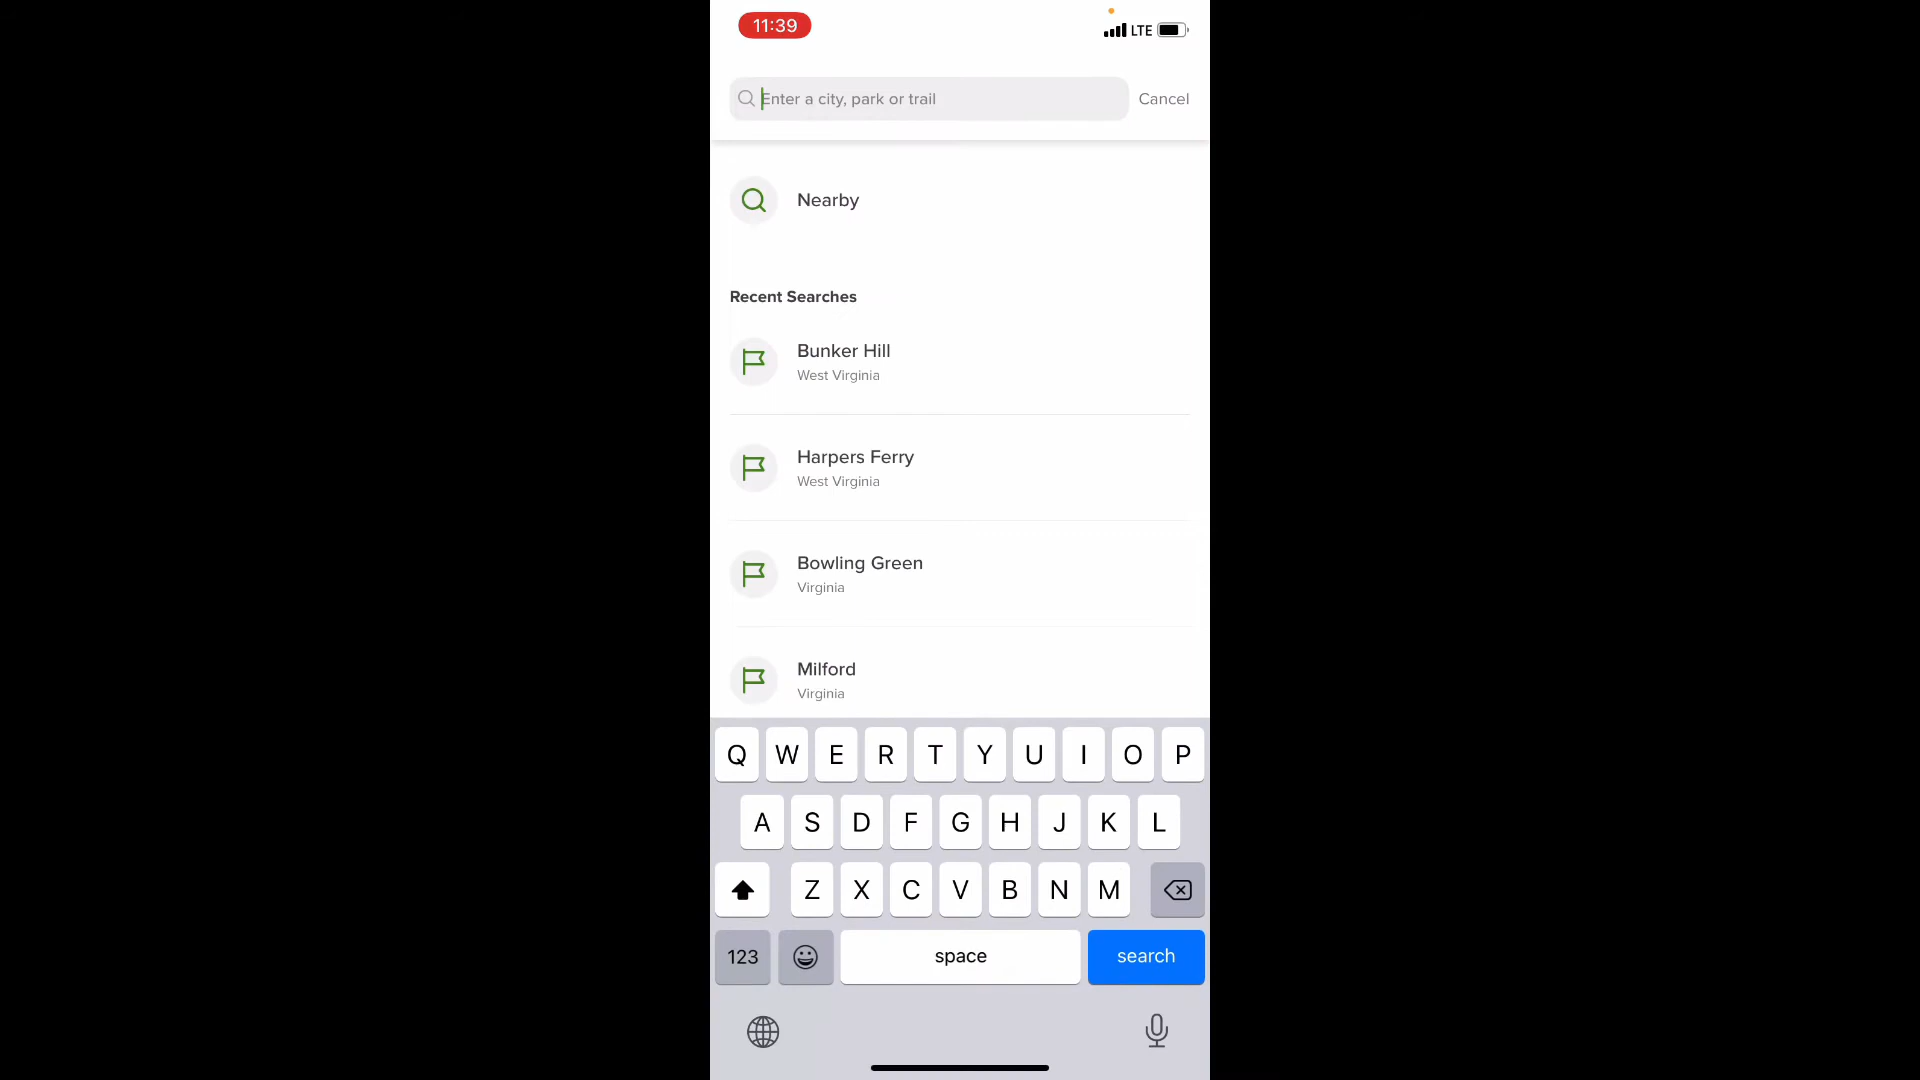 11:39
LTE
Enter a city, park or trail
Cancel
Nearby
Recent Searches
Bunker Hill
West Virginia
Harpers Ferry
West Virginia
Bowling Green
Virginia
Milford
Virginia
Q W E R T Y U I O P
A S D F G H J K L
Z X C V B N M
123 space search